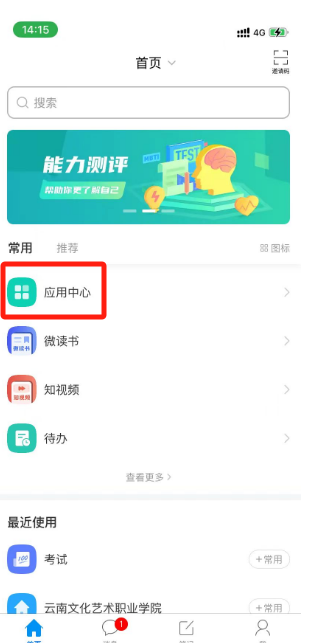 14:15
4G
首页
邀请码
搜索
能力测评
TEST
帮助你更了解自己
常用
推荐
图标
应用中心
微读书
知视频
待办
查看更多
最近使用
考试
+常用
云南文化艺术职业学院
+常用
1